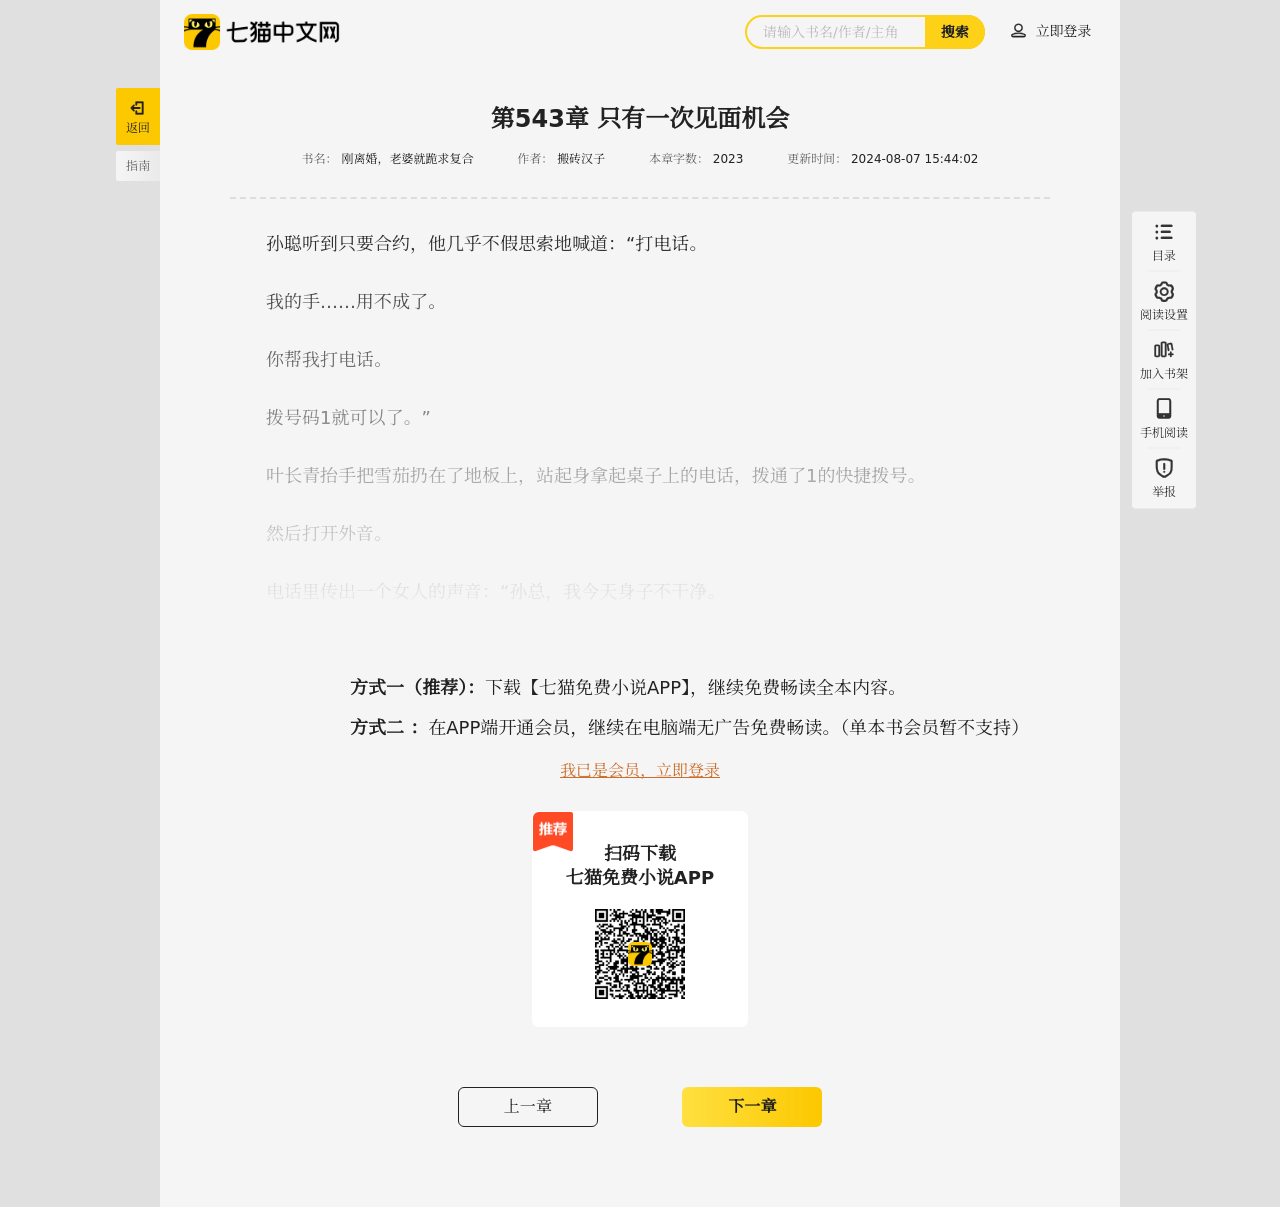 七猫中文网
请输入书名/作者/主角
搜索
立即登录
返回
指南
第543章 只有一次见面机会
书名： 刚离婚，老婆就跪求复合 作者： 搬砖汉子 本章字数： 2023 更新时间： 2024-08-07 15:44:02
孙聪听到只要合约，他几乎不假思索地喊道：“打电话。
我的手……用不成了。
你帮我打电话。
拨号码1就可以了。”
叶长青抬手把雪茄扔在了地板上，站起身拿起桌子上的电话，拨通了1的快捷拨号。
然后打开外音。
电话里传出一个女人的声音：“孙总，我今天身子不干净。
目录
阅读设置
加入书架
手机阅读
举报
方式一（推荐）：下载【七猫免费小说APP】，继续免费畅读全本内容。
方式二 ：在APP端开通会员，继续在电脑端无广告免费畅读。（单本书会员暂不支持）
我已是会员，立即登录
推荐
扫码下载
七猫免费小说APP
上一章
下一章